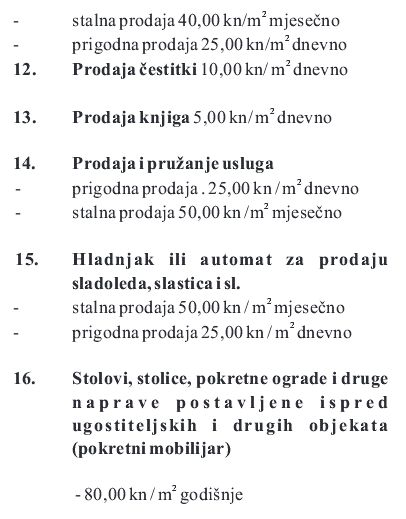 - stalna prodaja 40,00 kn/m² mjesečno
- prigodna prodaja 25,00 kn/m² dnevno
12. Prodaja čestitki 10,00 kn/ m² dnevno
13. Prodaja knjiga 5,00 kn/ m² dnevno
14. Prodaja i pružanje usluga
- prigodna prodaja . 25,00 kn / m² dnevno
- stalna prodaja 50,00 kn / m² mjesečno
15. Hladnjak ili automat za prodaju
sladoleda, slastica i sl.
- stalna prodaja 50,00 kn / m² mjesečno
- prigodna prodaja 25,00 kn / m² dnevno
16. Stolovi, stolice, pokretne ograde i druge
naprave postavljene ispred
ugostiteljskih i drugih objekata
(pokretni mobilijar)
- 80,00 kn / m² godišnje